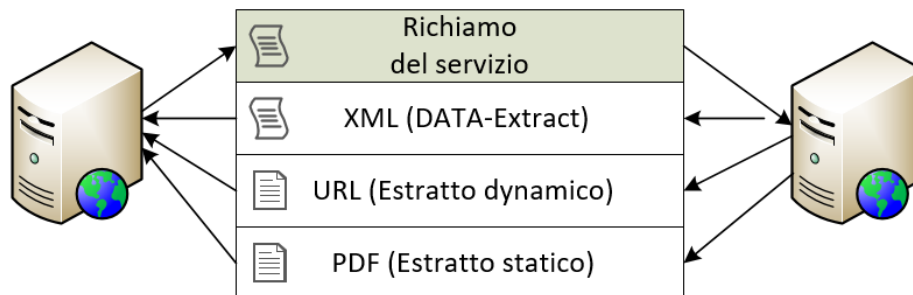 Richiamo
del servizio
XML (DATA-Extract)
URL (Estratto dynamico)
PDF (Estratto statico)